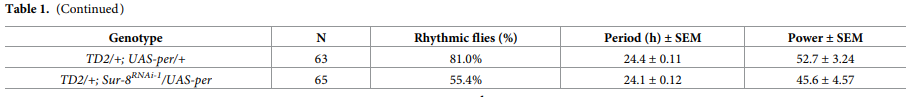 Table 1. (Continued)
Genotype N Rhythmic flies (%) Period (h) ± SEM Power ± SEM
TD2/+; UAS-per/+ 63 81.0% 24.4 ± 0.11 52.7 ± 3.24
TD2/+; Sur-8RNAi-1/UAS-per 65 55.4% 24.1 ± 0.12 45.6 ± 4.57